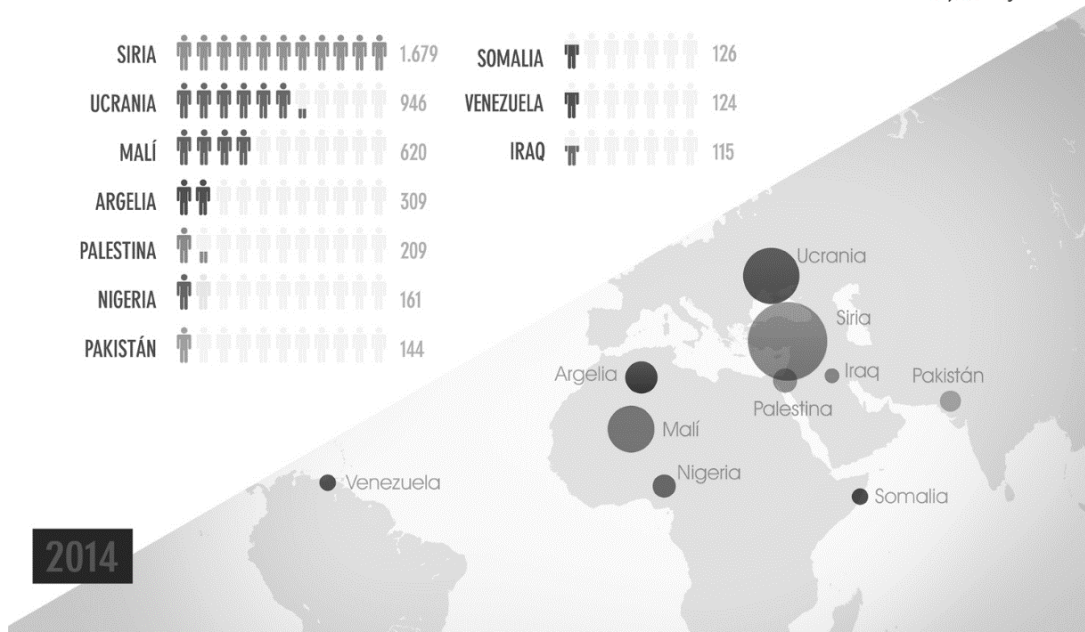 SIRIA 1.679
UCRANIA 946
MALÍ 620
ARGELIA 309
PALESTINA 209
NIGERIA 161
PAKISTÁN 144
SOMALIA 126
VENEZUELA 124
IRAQ 115
Ucrania
Siria
Iraq
Pakistán
Argelia
Palestina
Malí
Nigeria
Venezuela
Somalia
2014